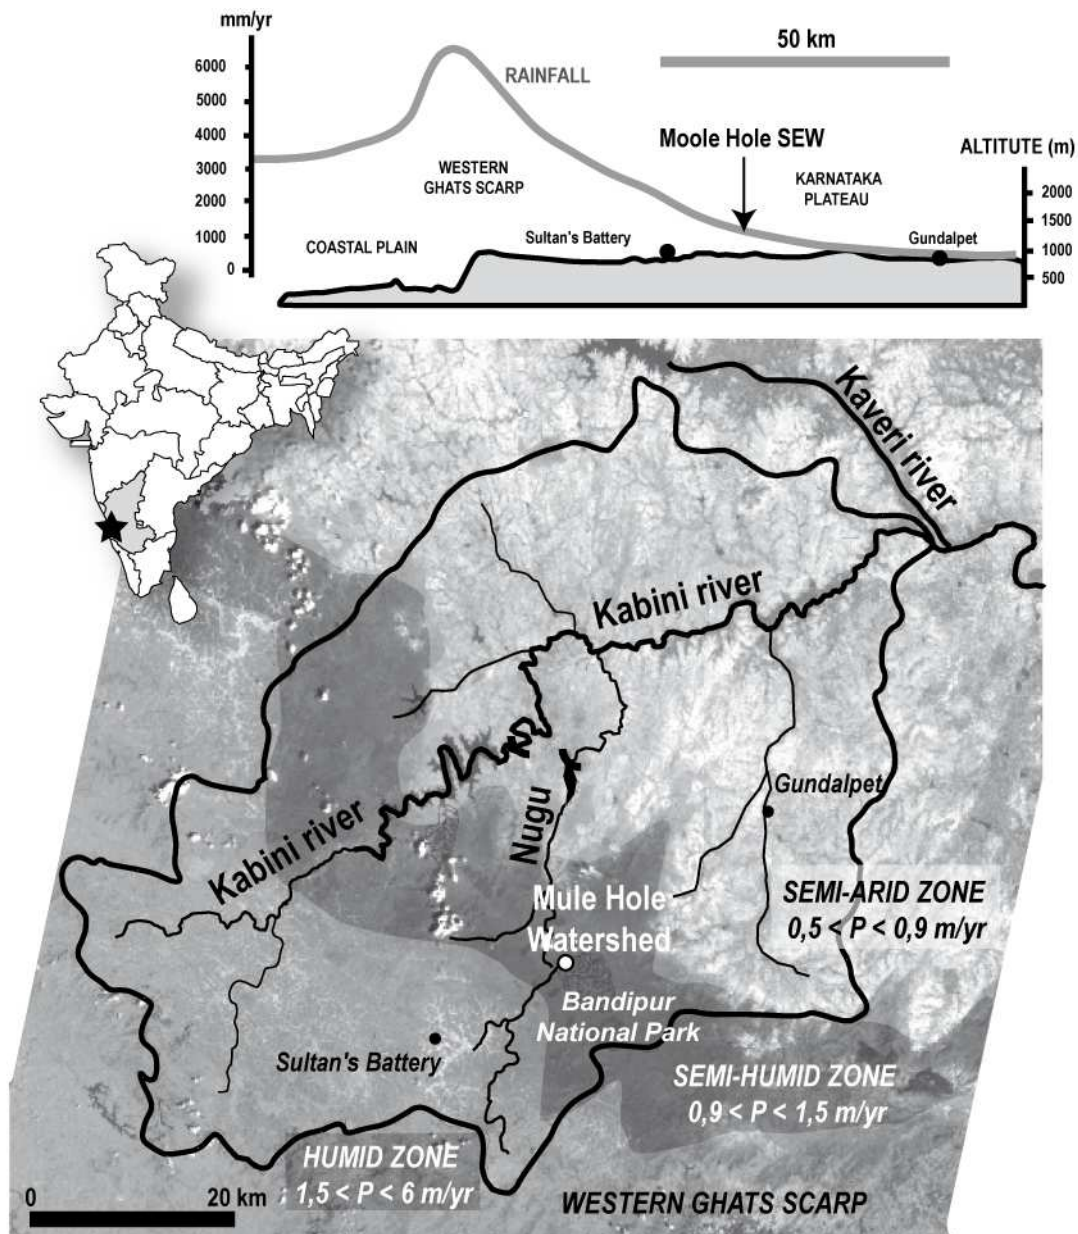 mm/yr
6000
5000
4000
3000
2000
1000
0
RAINFALL
50 km
Moole Hole SEW
ALTITUTE (m)
2000
1500
1000
500
WESTERN
GHATS SCARP
KARNATAKA
PLATEAU
COASTAL PLAIN
Sultan's Battery
Gundalpet
Kaveri river
Kabini river
Kabini river
Nugu
Gundalpet
Mule Hole
Watershed
SEMI-ARID ZONE
0,5 < P < 0,9 m/yr
Bandipur
National Park
Sultan's Battery
SEMI-HUMID ZONE
0,9 < P < 1,5 m/yr
HUMID ZONE
1,5 < P < 6 m/yr
0 20 km
WESTERN GHATS SCARP